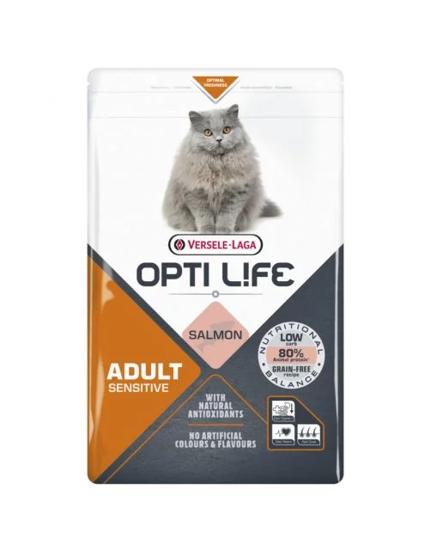 OPTIMAL
FRESHNESS
VERSELE-LAGA
OPTI L!FE
SALMON
ADULT
SENSITIVE
NUTRITIONAL
LOW
carb
80%
Animal protein*
GRAIN-FREE
recipe
BALANCE
WITH
NATURAL
ANTIOXIDANTS
NO ARTIFICIAL
COLOURS & FLAVOURS